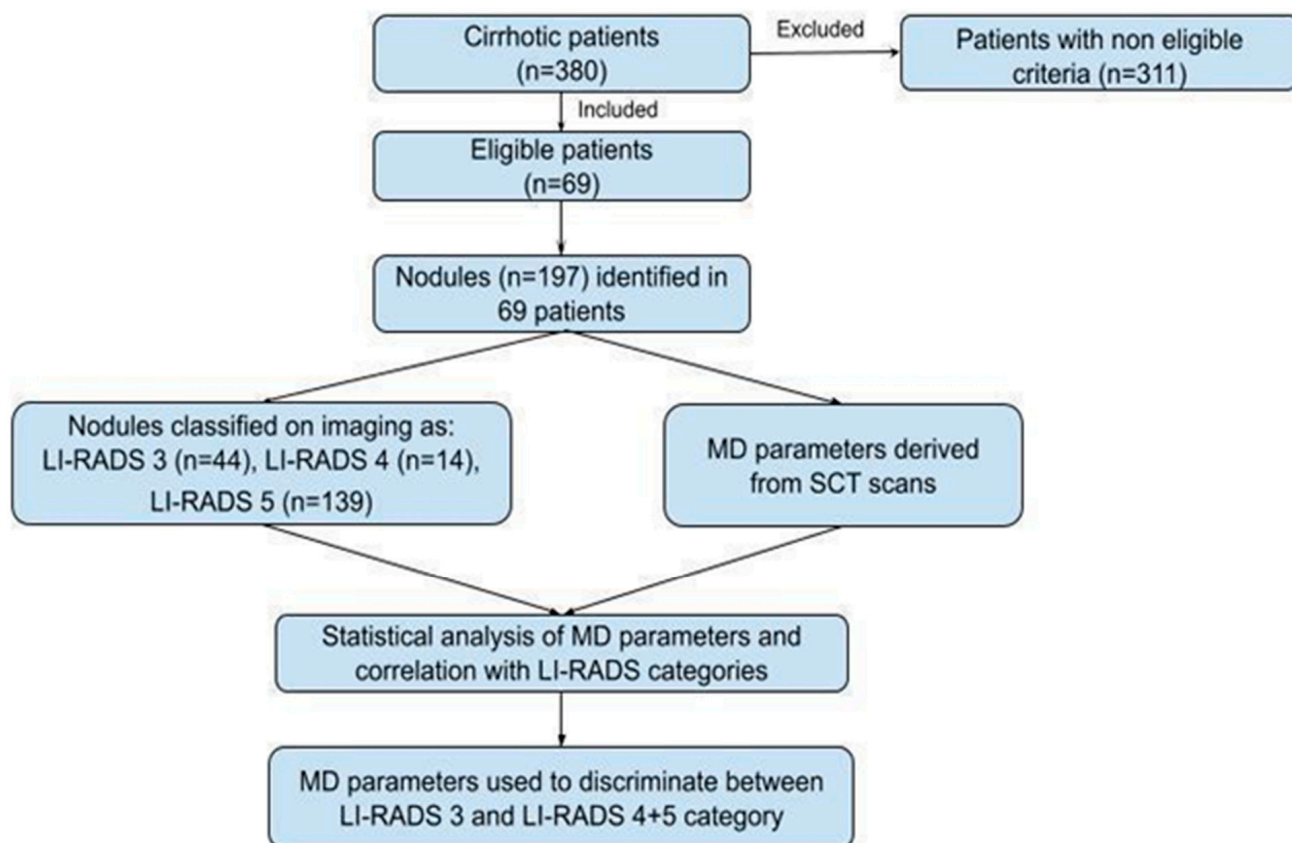 Cirrhotic patients
(n=380)
Excluded
Patients with non eligible
criteria (n=311)
Included
Eligible patients
(n=69)
Nodules (n=197) identified in
69 patients
Nodules classified on imaging as:
LI-RADS 3 (n=44), LI-RADS 4 (n=14),
LI-RADS 5 (n=139)
MD parameters derived
from SCT scans
Statistical analysis of MD parameters and
correlation with LI-RADS categories
MD parameters used to discriminate between
LI-RADS 3 and LI-RADS 4+5 category